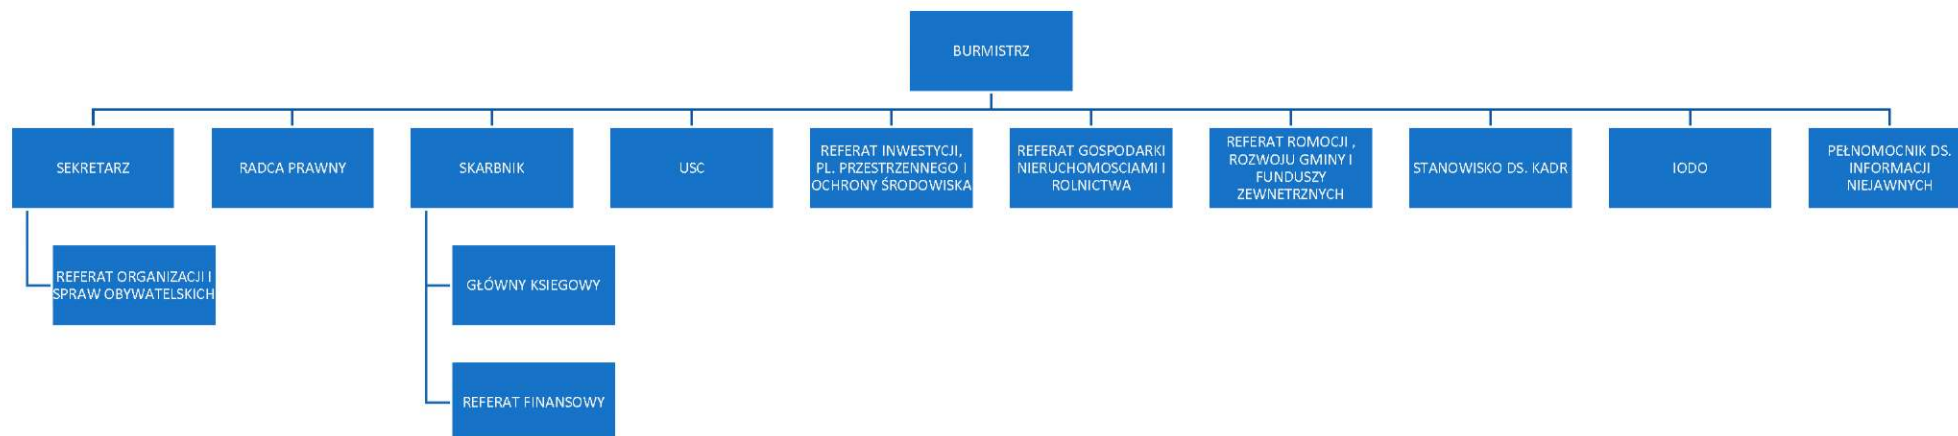 BURMISTRZ
SEKRETARZ
RADCA PRAWNY
SKARBNIK
USC
REFERAT INWESTYCJI,
PL. PRZESTRZENNEGO I
OCHRONY ŚRODOWISKA
REFERAT GOSPODARKI
NIERUCHOMOSCIAMI I
ROLNICTWA
REFERAT ROMOCJI ,
ROZWOJU GMINY I
FUNDUSZY
ZEWNETRZNYCH
STANOWISKO DS. KADR
IODO
PEŁNOMOCNIK DS.
INFORMACJI
NIEJAWNYCH
REFERAT ORGANIZACJI I
SPRAW OBYWATELSKICH
GŁÓWNY KSIEGOWY
REFERAT FINANSOWY